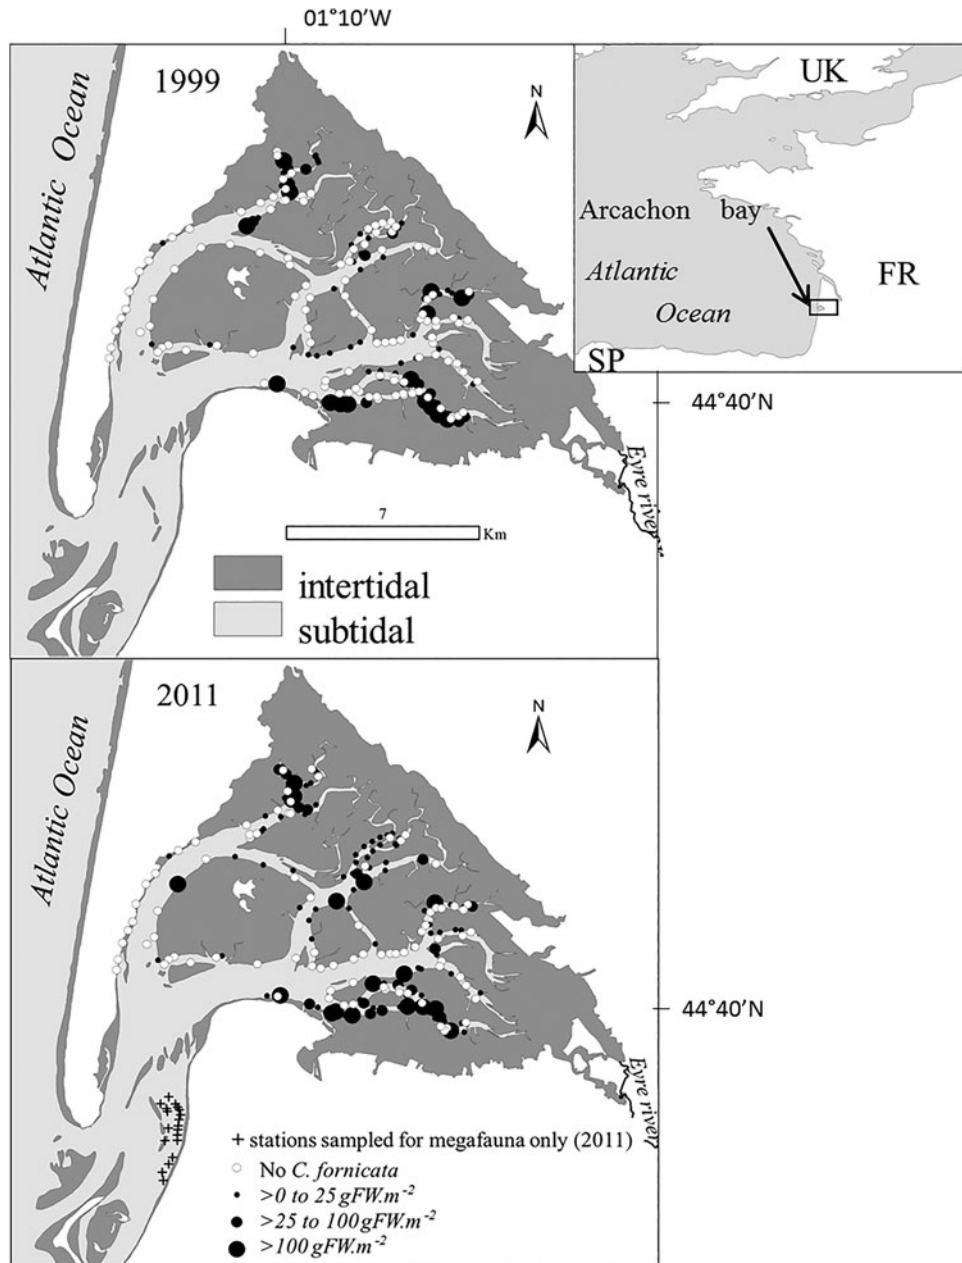 01°10'W
1999
N
Atlantic Ocean
UK
Arcachon bay
Atlantic
Ocean
FR
SP
44°40'N
Eyre river
7
Km
intertidal
subtidal
2011
N
Atlantic Ocean
44°40'N
Eyre river
+ stations sampled for megafauna only (2011)
No C. fornicata
>0 to 25 gFW.m⁻²
>25 to 100 gFW.m⁻²
>100 gFW.m⁻²